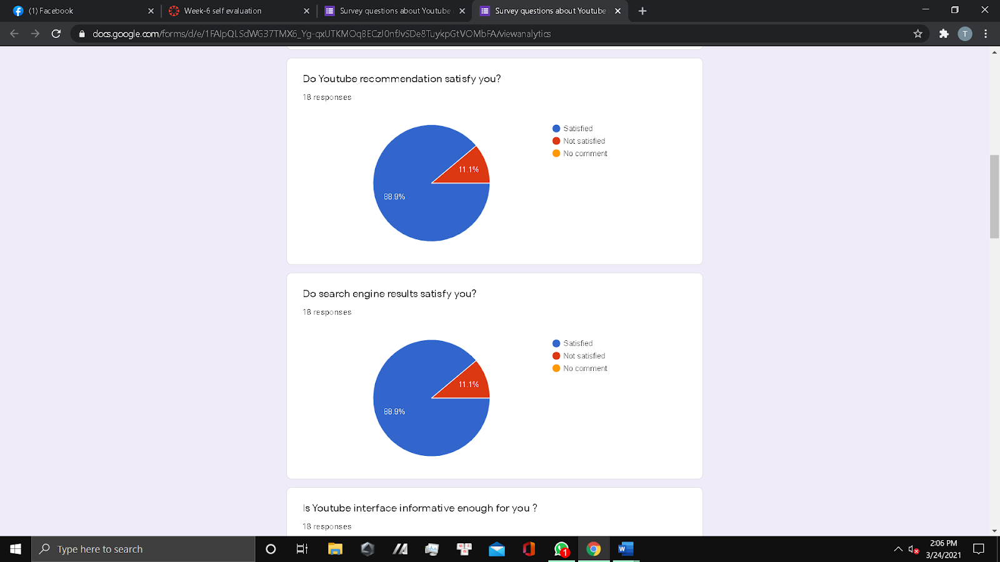 (1) Facebook
Week-6 self evaluation
Survey questions about Youtube
Survey questions about Youtube
docs.google.com/forms/d/e/1FAIpQLSdWG37TMX6_Yg-qxUTKMOqBECzJ0nfJvSDe8TuykpGtVOMbFA/viewanalytics
T
Do Youtube recommendation satisfy you?
18 responses
Satisfied
Not satisfied
No comment
11.1%
88.9%
Do search engine results satisfy you?
18 responses
Satisfied
Not satisfied
No comment
11.1%
88.9%
Is Youtube interface informative enough for you ?
18 responses
Type here to search
1
W
2:06 PM
3/24/2021